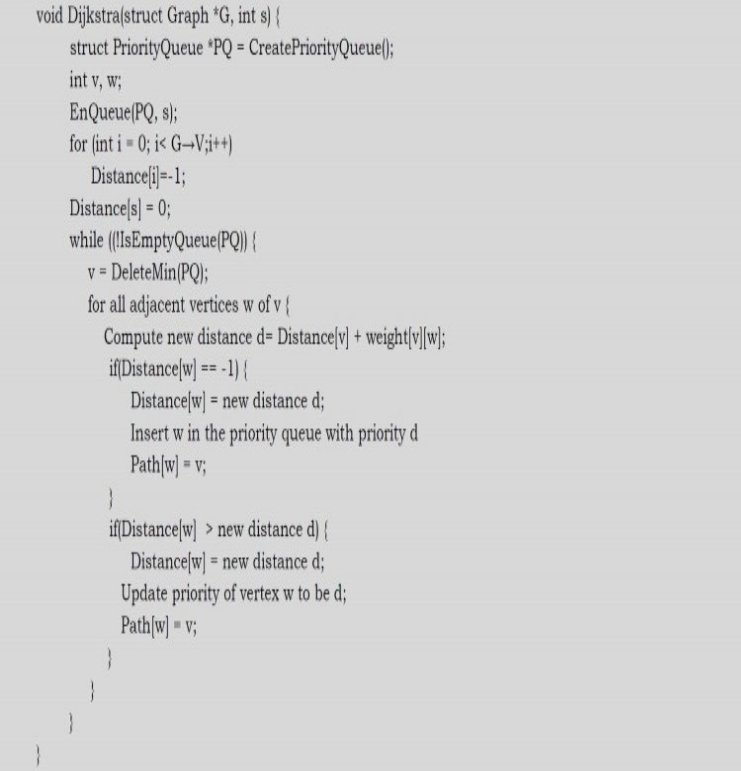 void Dijkstra(struct Graph *G, int s) {
struct PriorityQueue *PQ = CreatePriorityQueue();
int v, w;
EnQueue(PQ, s);
for (int i = 0; i< G→V;i++)
Distance[i]=-1;
Distance[s] = 0;
while ((!IsEmptyQueue(PQ)) {
v = DeleteMin(PQ);
for all adjacent vertices w of v {
Compute new distance d= Distance[v] + weight[v][w];
if(Distance[w] == -1) {
Distance[w] = new distance d;
Insert w in the priority queue with priority d
Path[w] = v;
}
if(Distance[w] > new distance d) {
Distance[w] = new distance d;
Update priority of vertex w to be d;
Path[w] = v;
}
}
}
}